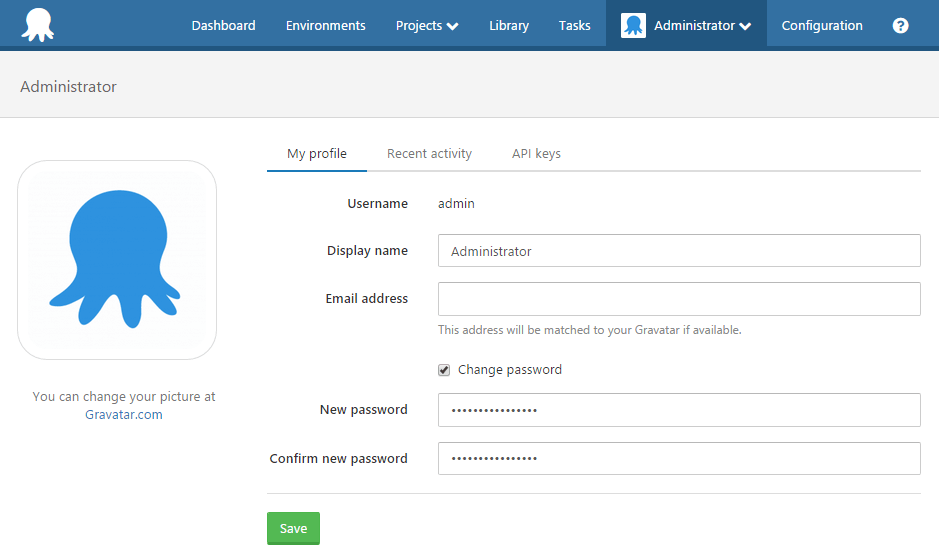 Dashboard Environments Projects Library Tasks Administrator Configuration ?
Administrator
My profile Recent activity API keys
Username admin
Display name Administrator
Email address
This address will be matched to your Gravatar if available.
Change password
You can change your picture at
Gravatar.com
New password ••••••••••••••••
Confirm new password ••••••••••••••••
Save